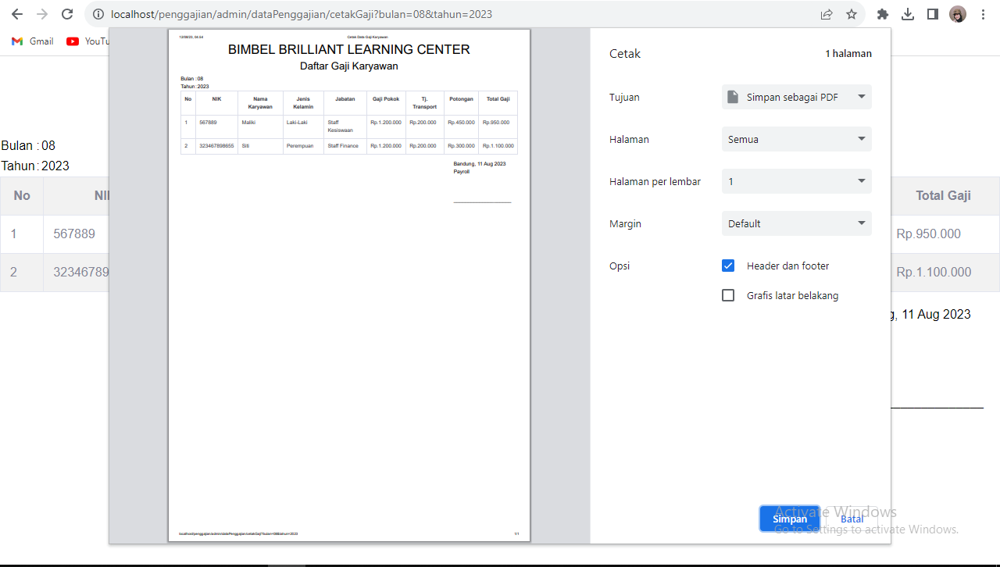 localhost/penggajian/admin/dataPenggajian/cetakGaji?bulan=08&tahun=2023
Gmail YouTu
12/08/23, 04.54 Cetak Data Gaji Karyawan
BIMBEL BRILLIANT LEARNING CENTER
Daftar Gaji Karyawan
Bulan : 08
Tahun : 2023
No NIK Nama Karyawan Jenis Kelamin Jabatan Gaji Pokok Tj. Transport Potongan Total Gaji
1 567889 Maliki Laki-Laki Staff Kesiswaan Rp.1.200.000 Rp.200.000 Rp.450.000 Rp.950.000
2 323467898655 Siti Perempuan Staff Finance Rp.1.200.000 Rp.200.000 Rp.300.000 Rp.1.100.000
Bandung, 11 Aug 2023
Payroll
localhost/penggajian/admin/dataPenggajian/cetakGaji?bulan=08&tahun=2023 1/1
Cetak 1 halaman
Tujuan Simpan sebagai PDF
Halaman Semua
Halaman per lembar 1
Margin Default
Opsi Header dan footer
Grafis latar belakang
Simpan Batal
Bulan : 08
Tahun : 2023
No NI Total Gaji
1 567889 Rp.950.000
2 32346789 Rp.1.100.000
g, 11 Aug 2023
Activate Windows
Go to Settings to activate Windows.